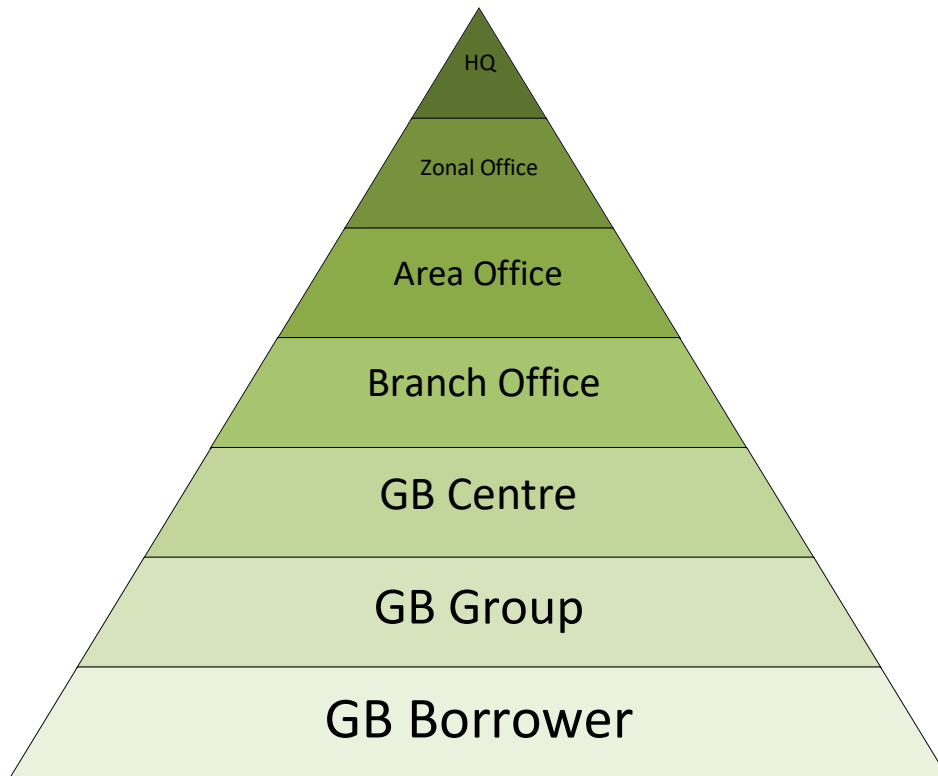 HQ
Zonal Office
Area Office
Branch Office
GB Centre
GB Group
GB Borrower